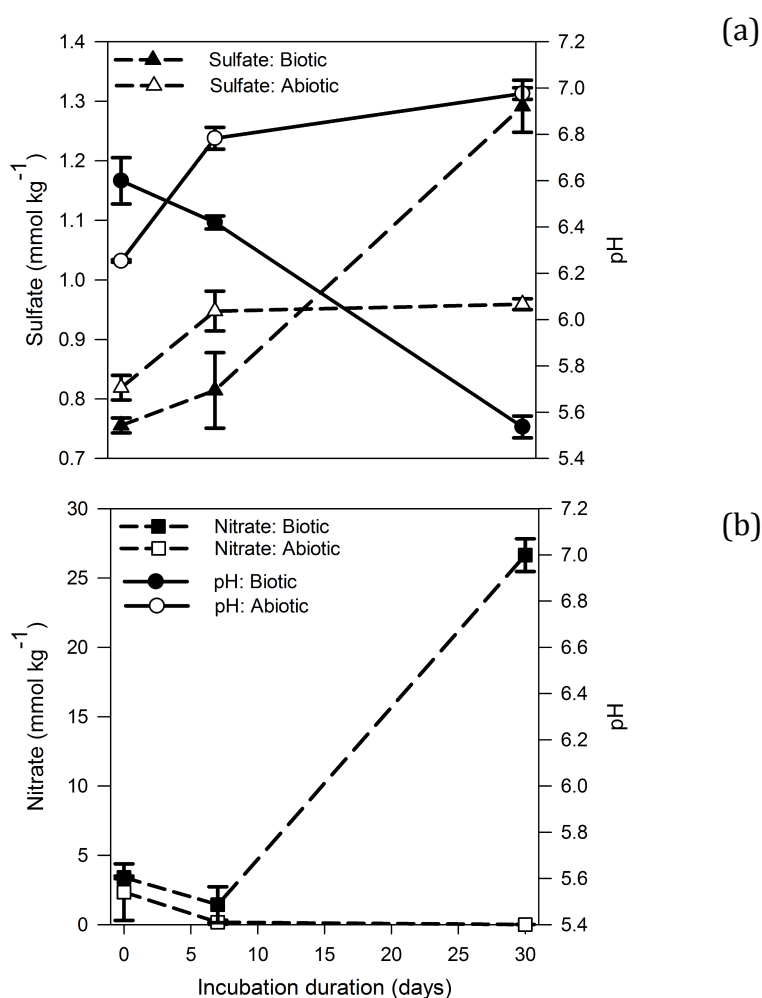 (a)
Sulfate: Biotic
Sulfate: Abiotic
1.4
1.3
1.2
1.1
1.0
0.9
0.8
0.7
Sulfate (mmol kg-1)
7.2
7.0
6.8
6.6
6.4
6.2
6.0
5.8
5.6
5.4
pH
(b)
Nitrate: Biotic
Nitrate: Abiotic
pH: Biotic
pH: Abiotic
30
25
20
15
10
5
0
Nitrate (mmol kg-1)
7.2
7.0
6.8
6.6
6.4
6.2
6.0
5.8
5.6
5.4
pH
0 5 10 15 20 25 30
Incubation duration (days)